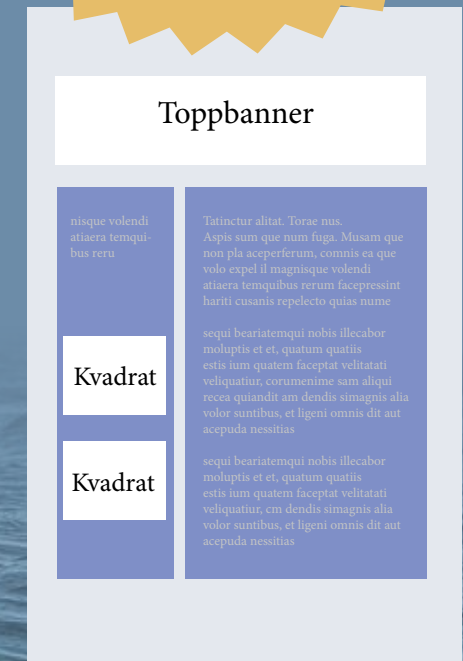 Toppbanner
nisque volendi
atiaera temqui-
bus reru
Kvadrat
Kvadrat
Tatinctur alitat. Torae nus.
Aspis sum que num fuga. Musam que
non pla aceperferum, comnis ea que
volo expel il magnisque volendi
atiaera temquibus rerum facepressint
hariti cusanis repelecto quias nume
sequi beariatemqui nobis illecabor
moluptis et et, quatum quatiis
estis ium quatem faceptat velitatati
veliquatiur, corumenime sam aliqui
recea quiandit am dendis simagnis alia
volor suntibus, et ligeni omnis dit aut
acepuda nessitias
sequi beariatemqui nobis illecabor
moluptis et et, quatum quatiis
estis ium quatem faceptat velitatati
veliquatiur, cm dendis simagnis alia
volor suntibus, et ligeni omnis dit aut
acepuda nessitias